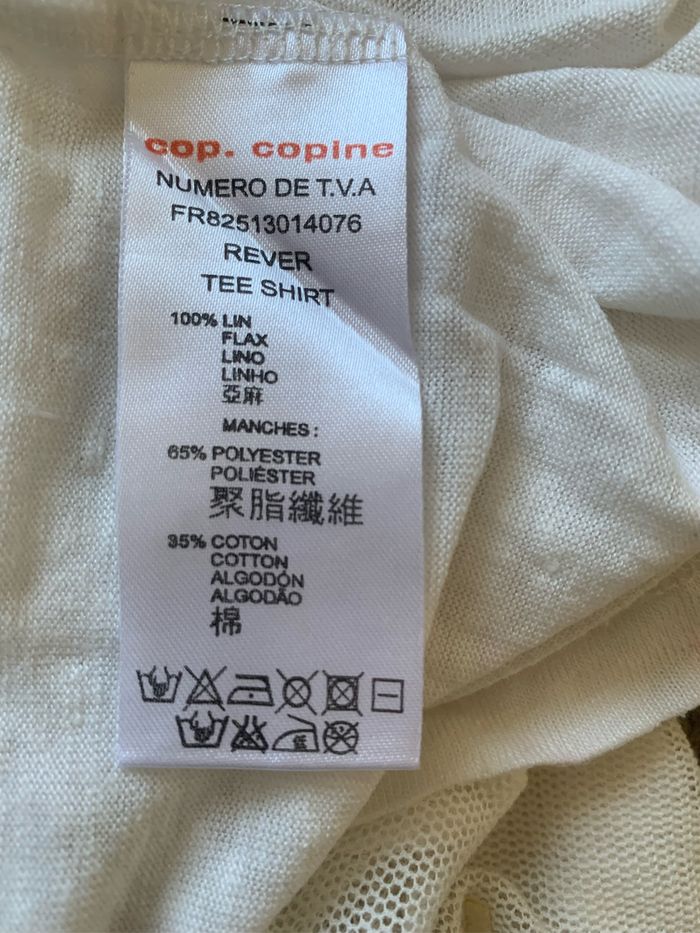 cop. copine
NUMERO DE T.V.A
FR82513014076
REVER
TEE SHIRT
100% LIN
FLAX
LINO
LINHO
亞麻
MANCHES :
65% POLYESTER
POLIÉSTER
聚脂纖維
35% COTON
COTTON
ALGODÓN
ALGODÃO
棉